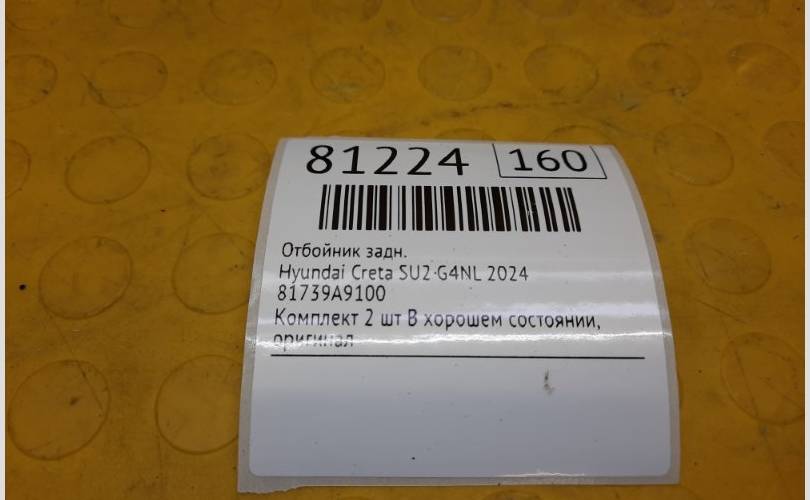 81224 160
Отбойник задн.
Hyundai Creta SU2 G4NL 2024
81739A9100
Комплект 2 шт В хорошем состоянии,
оригинал